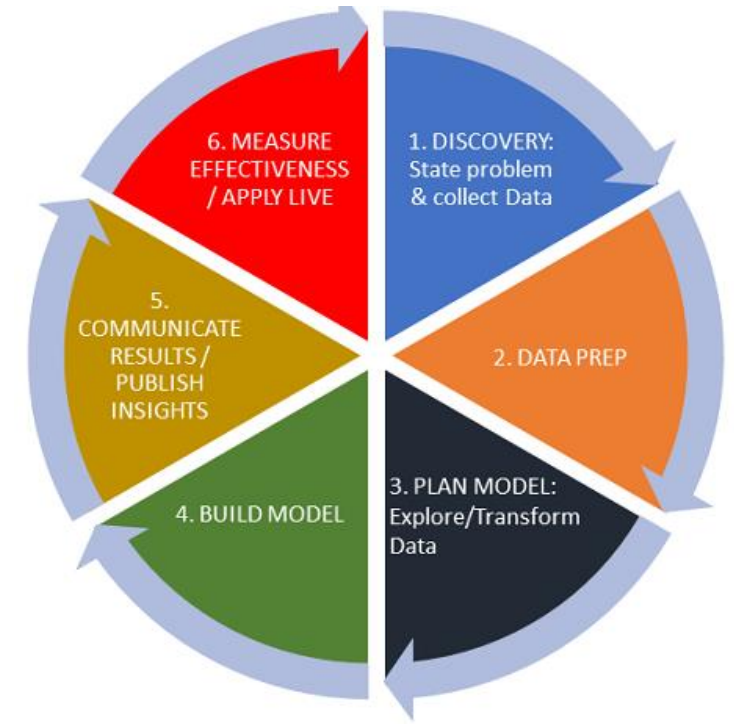 1. DISCOVERY:
State problem
& collect Data
2. DATA PREP
3. PLAN MODEL:
Explore/Transform
Data
4. BUILD MODEL
5.
COMMUNICATE
RESULTS /
PUBLISH
INSIGHTS
6. MEASURE
EFFECTIVENESS
/ APPLY LIVE